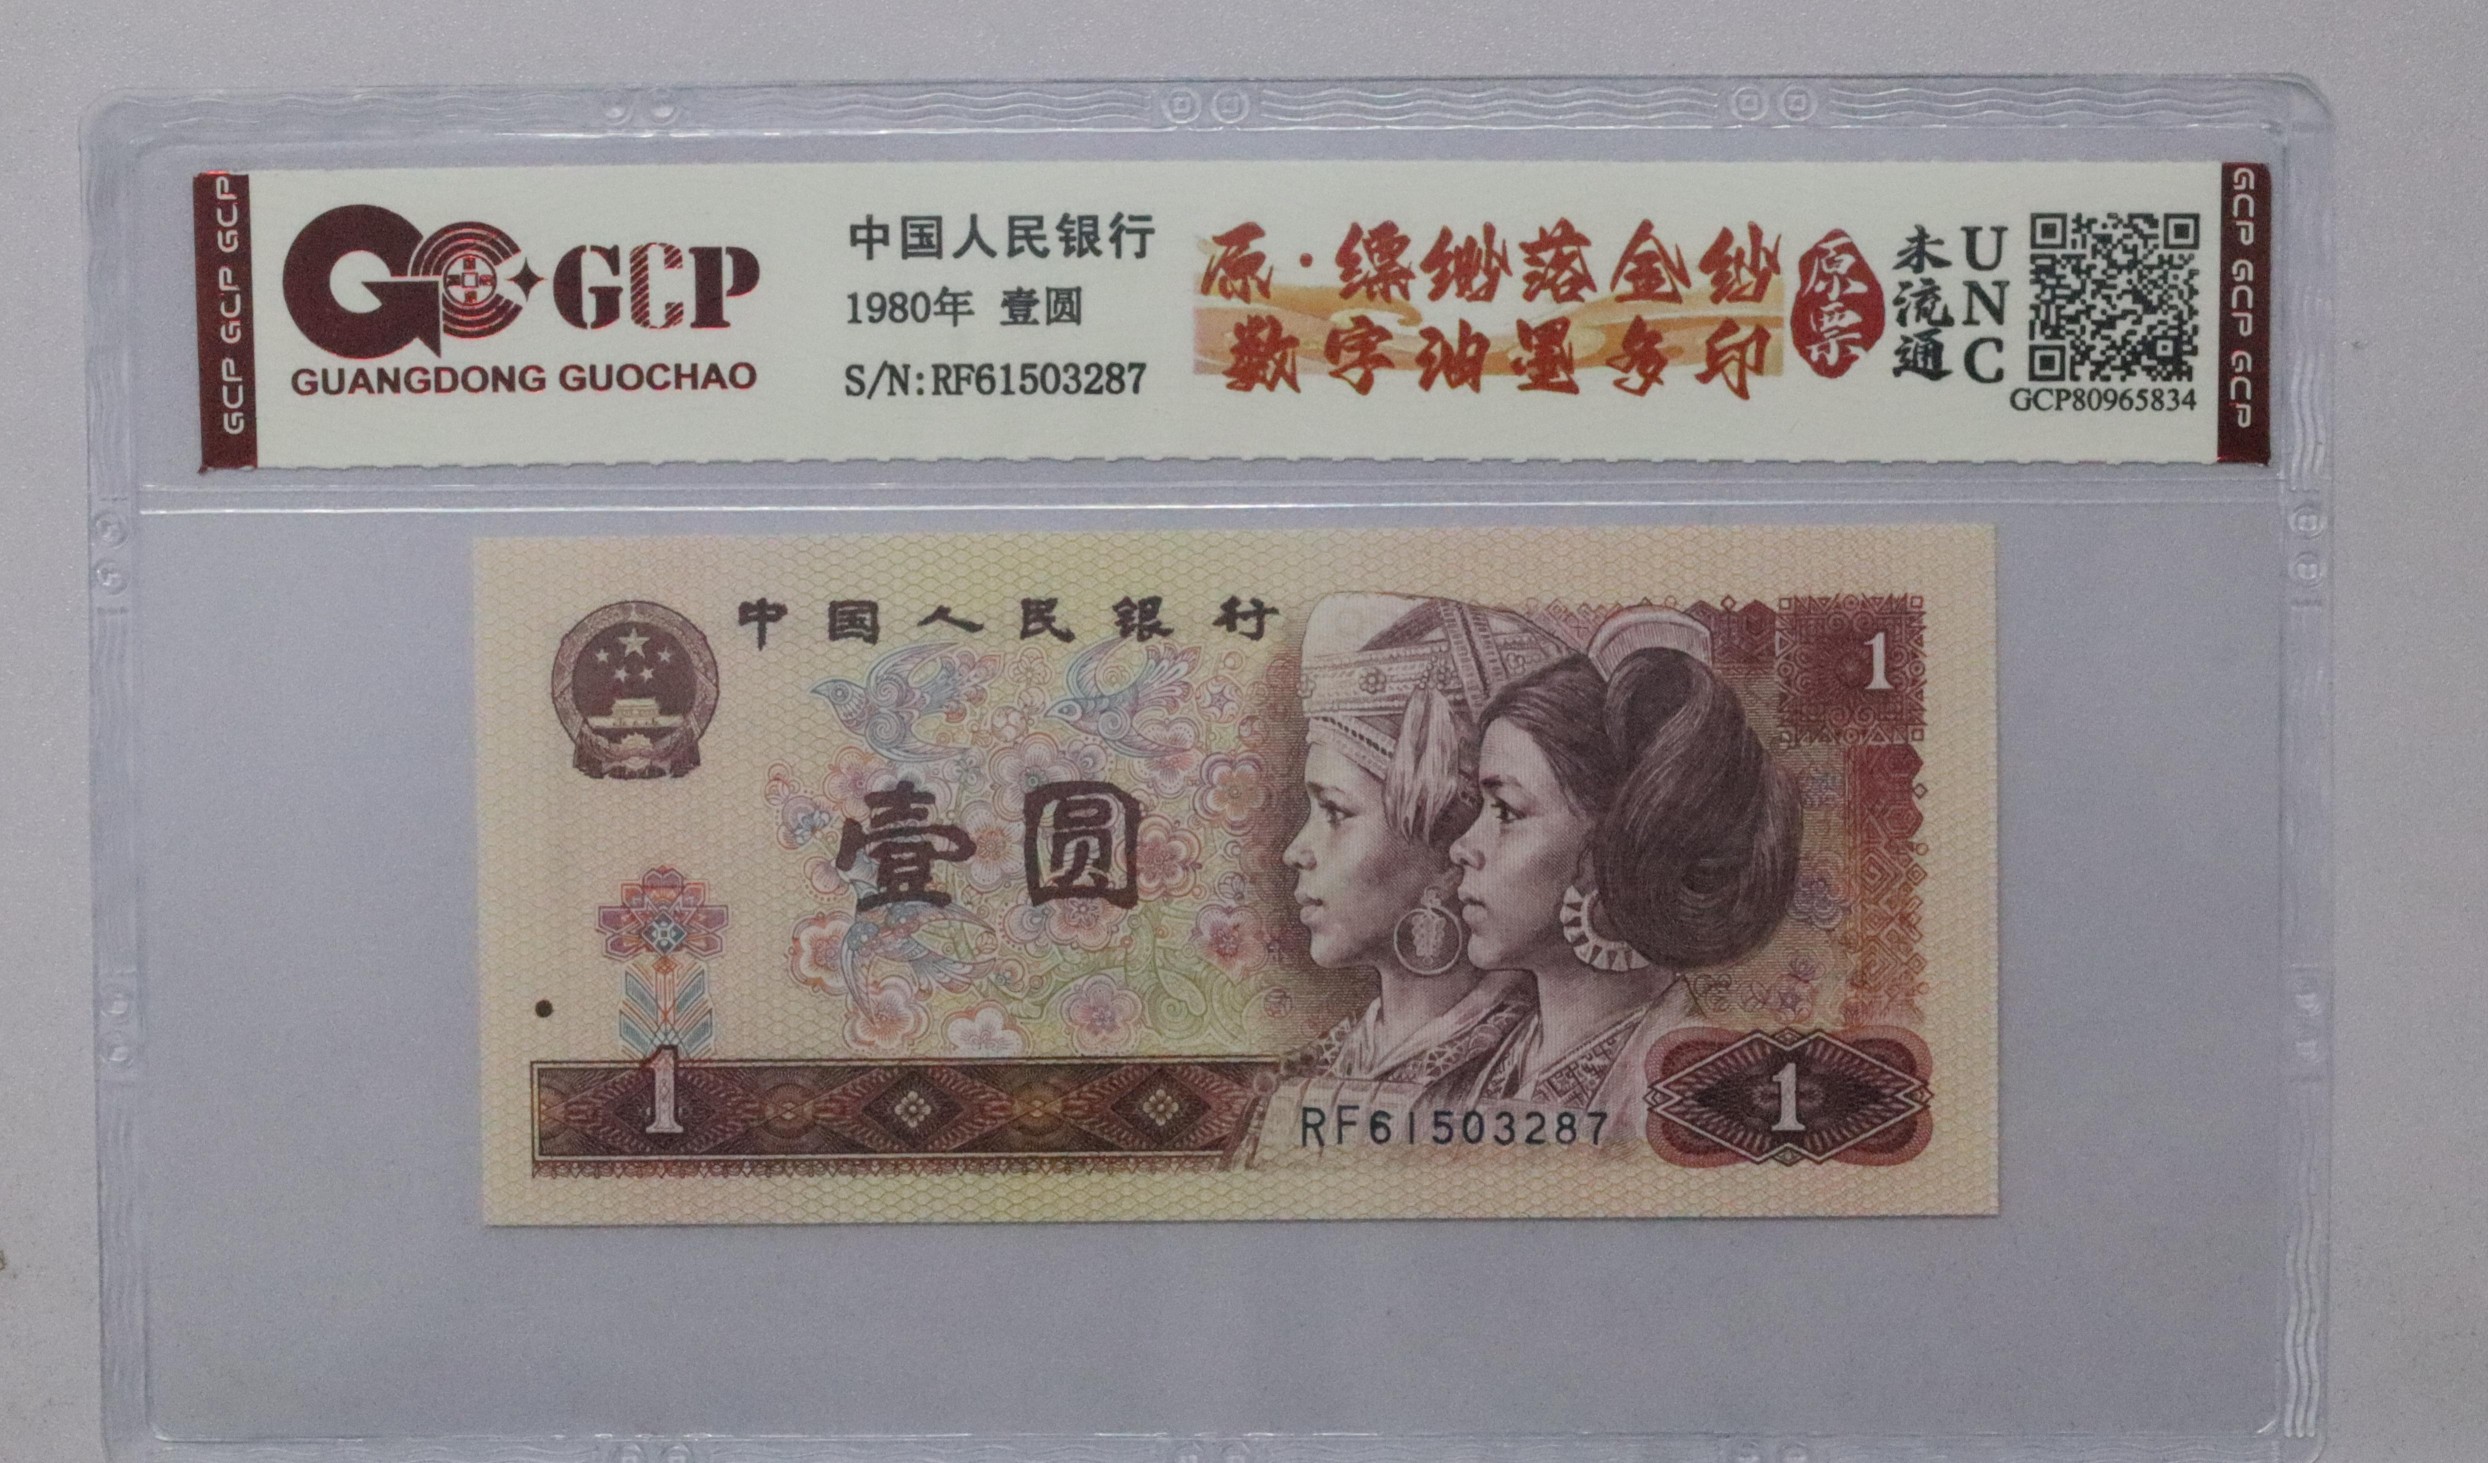 GCP GCP GCP
GCP
GUANGDONG GUOCHAO
中国人民银行
1980年 壹圆
S/N:RF61503287
原·缥缈落金纱
数字油墨多印
原票
未流通
UNC
GCP80965834
GCP GCP GCP
中国人民银行
1
壹圆
1
RF61503287
1